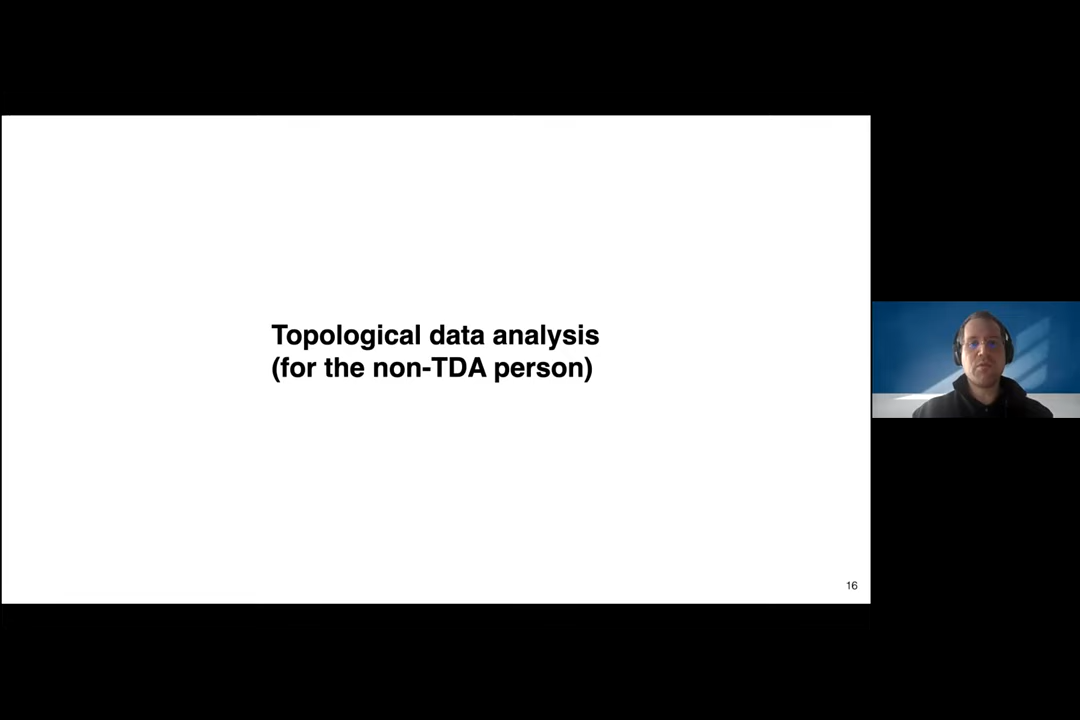 Topological data analysis
(for the non-TDA person)
16